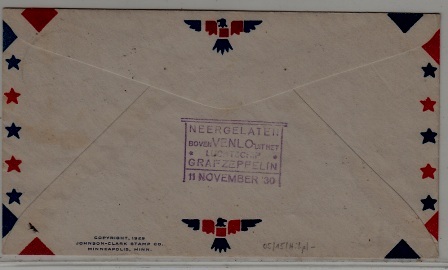 NEERGELATEN
BOVEN VENLO UIT HET
LUCHTSCHIP
GRAF ZEPPELIN
11 NOVEMBER '30
COPYRIGHT, 1929
JOHNSON-CLARK STAMP CO.
MINNEAPOLIS, MINN.